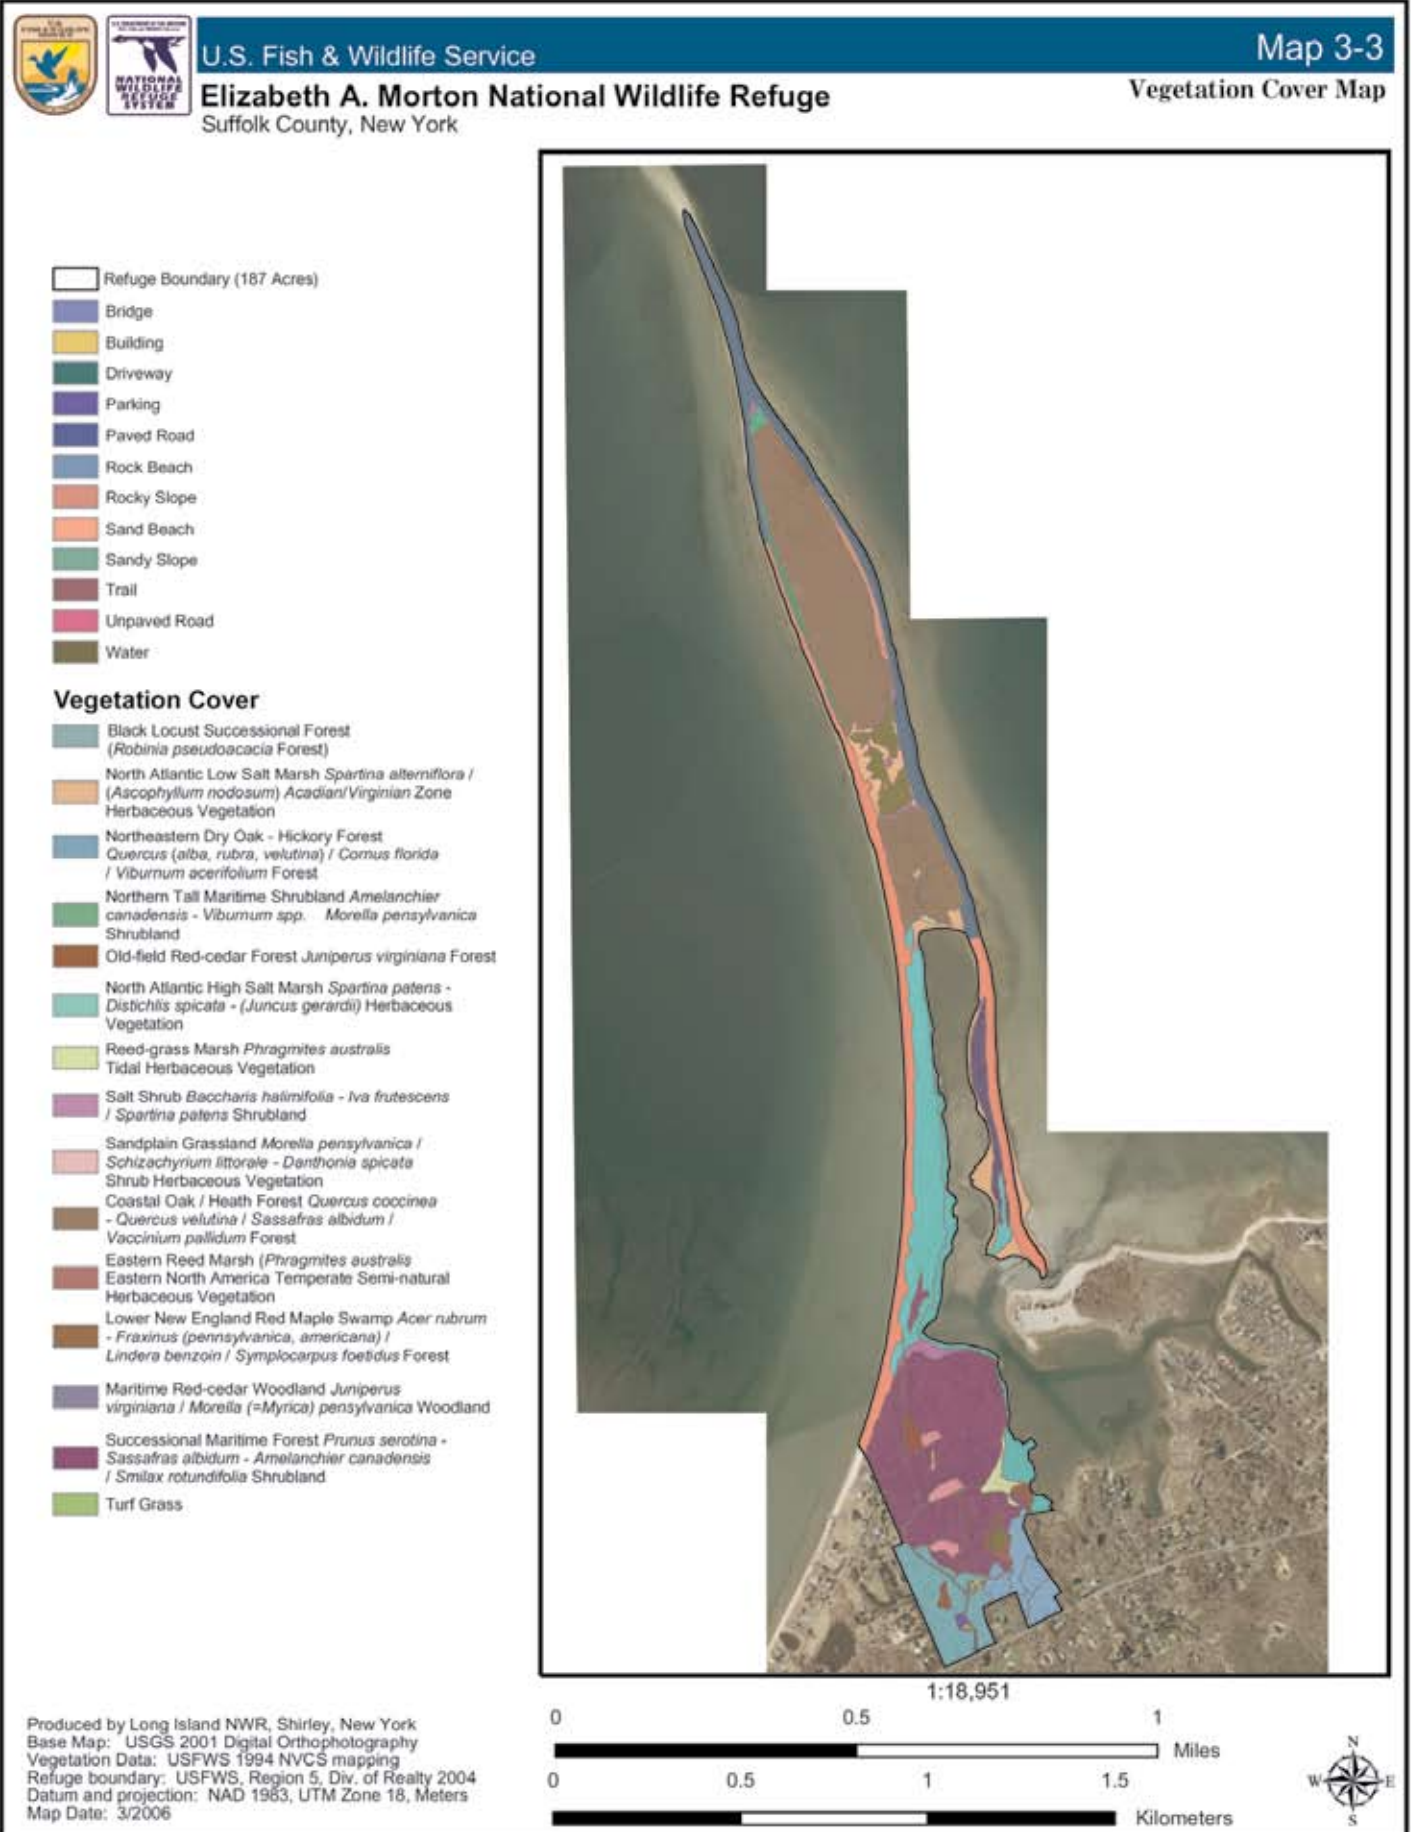 U.S.
FISH & WILDLIFE
SERVICE
NATIONAL
WILDLIFE
REFUGE
SYSTEM
U.S. Fish & Wildlife Service
Map 3-3
Elizabeth A. Morton National Wildlife Refuge
Vegetation Cover Map
Suffolk County, New York
Refuge Boundary (187 Acres)
Bridge
Building
Driveway
Parking
Paved Road
Rock Beach
Rocky Slope
Sand Beach
Sandy Slope
Trail
Unpaved Road
Water
Vegetation Cover
Black Locust Successional Forest
(Robinia pseudoacacia Forest)
North Atlantic Low Salt Marsh Spartina alterniflora /
(Ascophyllum nodosum) Acadian/Virginian Zone
Herbaceous Vegetation
Northeastern Dry Oak - Hickory Forest
Quercus (alba, rubra, velutina) / Cornus florida
/ Viburnum acerifolium Forest
Northern Tall Maritime Shrubland Amelanchier
canadensis - Viburnum spp. Morella pensylvanica
Shrubland
Old-field Red-cedar Forest Juniperus virginiana Forest
North Atlantic High Salt Marsh Spartina patens -
Distichlis spicata - (Juncus gerardii) Herbaceous
Vegetation
Reed-grass Marsh Phragmites australis
Tidal Herbaceous Vegetation
Salt Shrub Baccharis halimifolia - Iva frutescens
/ Spartina patens Shrubland
Sandplain Grassland Morella pensylvanica /
Schizachyrium littorale - Danthonia spicata
Shrub Herbaceous Vegetation
Coastal Oak / Heath Forest Quercus coccinea
- Quercus velutina / Sassafras albidum /
Vaccinium pallidum Forest
Eastern Reed Marsh (Phragmites australis
Eastern North America Temperate Semi-natural
Herbaceous Vegetation
Lower New England Red Maple Swamp Acer rubrum
- Fraxinus (pennsylvanica, americana) /
Lindera benzoin / Symplocarpus foetidus Forest
Maritime Red-cedar Woodland Juniperus
virginiana / Morella (=Myrica) pensylvanica Woodland
Successional Maritime Forest Prunus serotina -
Sassafras albidum - Amelanchier canadensis
/ Smilax rotundifolia Shrubland
Turf Grass
1:18,951
0 0.5 1
Miles
0 0.5 1 1.5
Kilometers
N
W E
S
Produced by Long Island NWR, Shirley, New York
Base Map: USGS 2001 Digital Orthophotography
Vegetation Data: USFWS 1994 NVCS mapping
Refuge boundary: USFWS, Region 5, Div. of Realty 2004
Datum and projection: NAD 1983, UTM Zone 18, Meters
Map Date: 3/2006